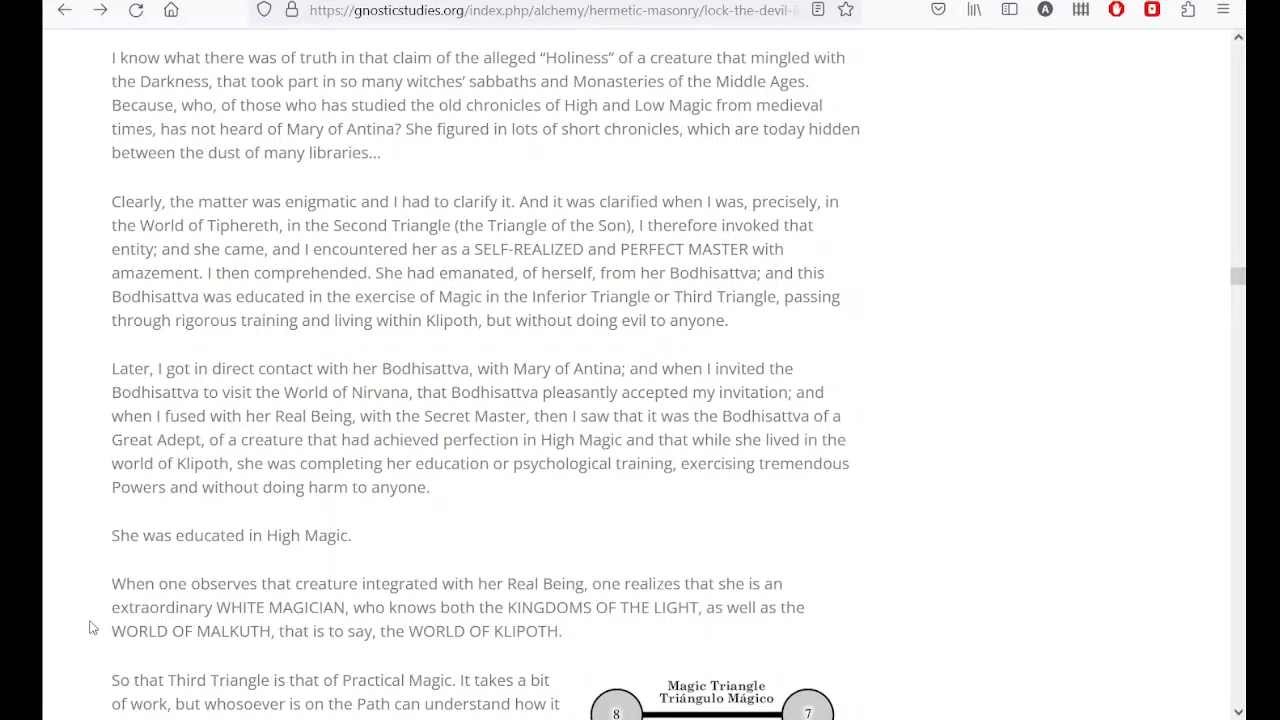 https://gnosticstudies.org/index.php/alchemy/hermetic-masonry/lock-the-devil-i
I know what there was of truth in that claim of the alleged “Holiness” of a creature that mingled with
the Darkness, that took part in so many witches’ sabbaths and Monasteries of the Middle Ages.
Because, who, of those who has studied the old chronicles of High and Low Magic from medieval
times, has not heard of Mary of Antina? She figured in lots of short chronicles, which are today hidden
between the dust of many libraries...
Clearly, the matter was enigmatic and I had to clarify it. And it was clarified when I was, precisely, in
the World of Tiphereth, in the Second Triangle (the Triangle of the Son), I therefore invoked that
entity; and she came, and I encountered her as a SELF-REALIZED and PERFECT MASTER with
amazement. I then comprehended. She had emanated, of herself, from her Bodhisattva; and this
Bodhisattva was educated in the exercise of Magic in the Inferior Triangle or Third Triangle, passing
through rigorous training and living within Klipoth, but without doing evil to anyone.
Later, I got in direct contact with her Bodhisattva, with Mary of Antina; and when I invited the
Bodhisattva to visit the World of Nirvana, that Bodhisattva pleasantly accepted my invitation; and
when I fused with her Real Being, with the Secret Master, then I saw that it was the Bodhisattva of a
Great Adept, of a creature that had achieved perfection in High Magic and that while she lived in the
world of Klipoth, she was completing her education or psychological training, exercising tremendous
Powers and without doing harm to anyone.
She was educated in High Magic.
When one observes that creature integrated with her Real Being, one realizes that she is an
extraordinary WHITE MAGICIAN, who knows both the KINGDOMS OF THE LIGHT, as well as the
WORLD OF MALKUTH, that is to say, the WORLD OF KLIPOTH.
So that Third Triangle is that of Practical Magic. It takes a bit
of work, but whosoever is on the Path can understand how it
Magic Triangle
Triángulo Mágico
8
7